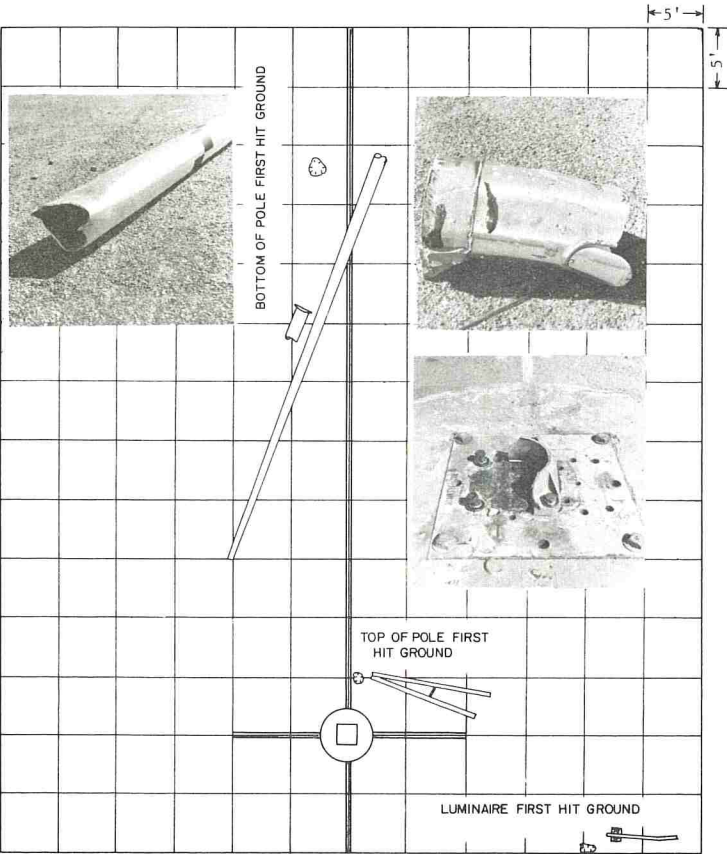 5'
5'
BOTTOM OF POLE FIRST HIT GROUND
TOP OF POLE FIRST
HIT GROUND
LUMINAIRE FIRST HIT GROUND